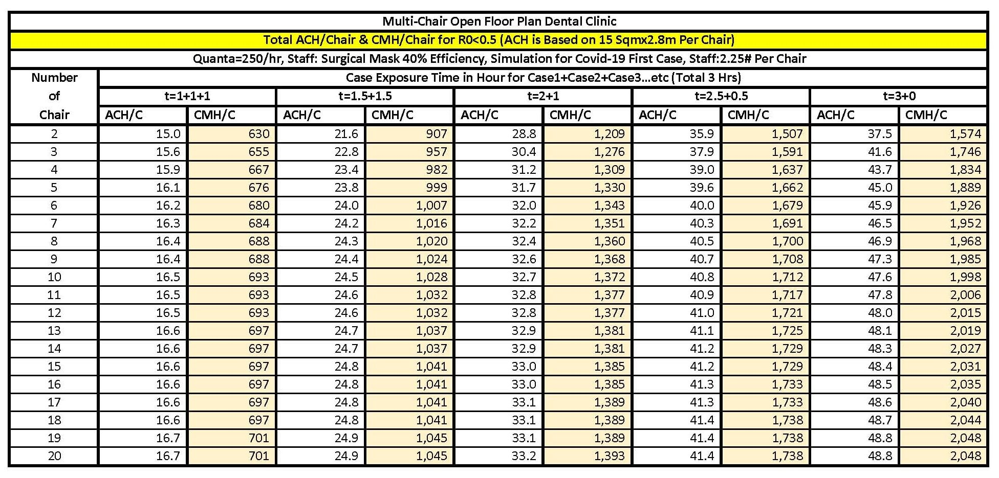 Multi-Chair Open Floor Plan Dental Clinic
Total ACH/Chair & CMH/Chair for R0<0.5 (ACH is Based on 15 Sqmx2.8m Per Chair)
Quanta=250/hr, Staff: Surgical Mask 40% Efficiency, Simulation for Covid-19 First Case, Staff:2.25# Per Chair
Number of Chair
Case Exposure Time in Hour for Case1+Case2+Case3...etc (Total 3 Hrs)
t=1+1+1 t=1.5+1.5 t=2+1 t=2.5+0.5 t=3+0
ACH/C CMH/C ACH/C CMH/C ACH/C CMH/C ACH/C CMH/C ACH/C CMH/C
2 15.0 630 21.6 907 28.8 1,209 35.9 1,507 37.5 1,574
3 15.6 655 22.8 957 30.4 1,276 37.9 1,591 41.6 1,746
4 15.9 667 23.4 982 31.2 1,309 39.0 1,637 43.7 1,834
5 16.1 676 23.8 999 31.7 1,330 39.6 1,662 45.0 1,889
6 16.2 680 24.0 1,007 32.0 1,343 40.0 1,679 45.9 1,926
7 16.3 684 24.2 1,016 32.2 1,351 40.3 1,691 46.5 1,952
8 16.4 688 24.3 1,020 32.4 1,360 40.5 1,700 46.9 1,968
9 16.4 688 24.4 1,024 32.6 1,368 40.7 1,708 47.3 1,985
10 16.5 693 24.5 1,028 32.7 1,372 40.8 1,712 47.6 1,998
11 16.5 693 24.6 1,032 32.8 1,377 40.9 1,717 47.8 2,006
12 16.5 693 24.6 1,032 32.8 1,377 41.0 1,721 48.0 2,015
13 16.6 697 24.7 1,037 32.9 1,381 41.1 1,725 48.1 2,019
14 16.6 697 24.7 1,037 32.9 1,381 41.2 1,729 48.3 2,027
15 16.6 697 24.8 1,041 33.0 1,385 41.2 1,729 48.4 2,031
16 16.6 697 24.8 1,041 33.0 1,385 41.3 1,733 48.5 2,035
17 16.6 697 24.8 1,041 33.1 1,389 41.3 1,733 48.6 2,040
18 16.6 697 24.8 1,041 33.1 1,389 41.4 1,738 48.7 2,044
19 16.7 701 24.9 1,045 33.1 1,389 41.4 1,738 48.8 2,048
20 16.7 701 24.9 1,045 33.2 1,393 41.4 1,738 48.8 2,048